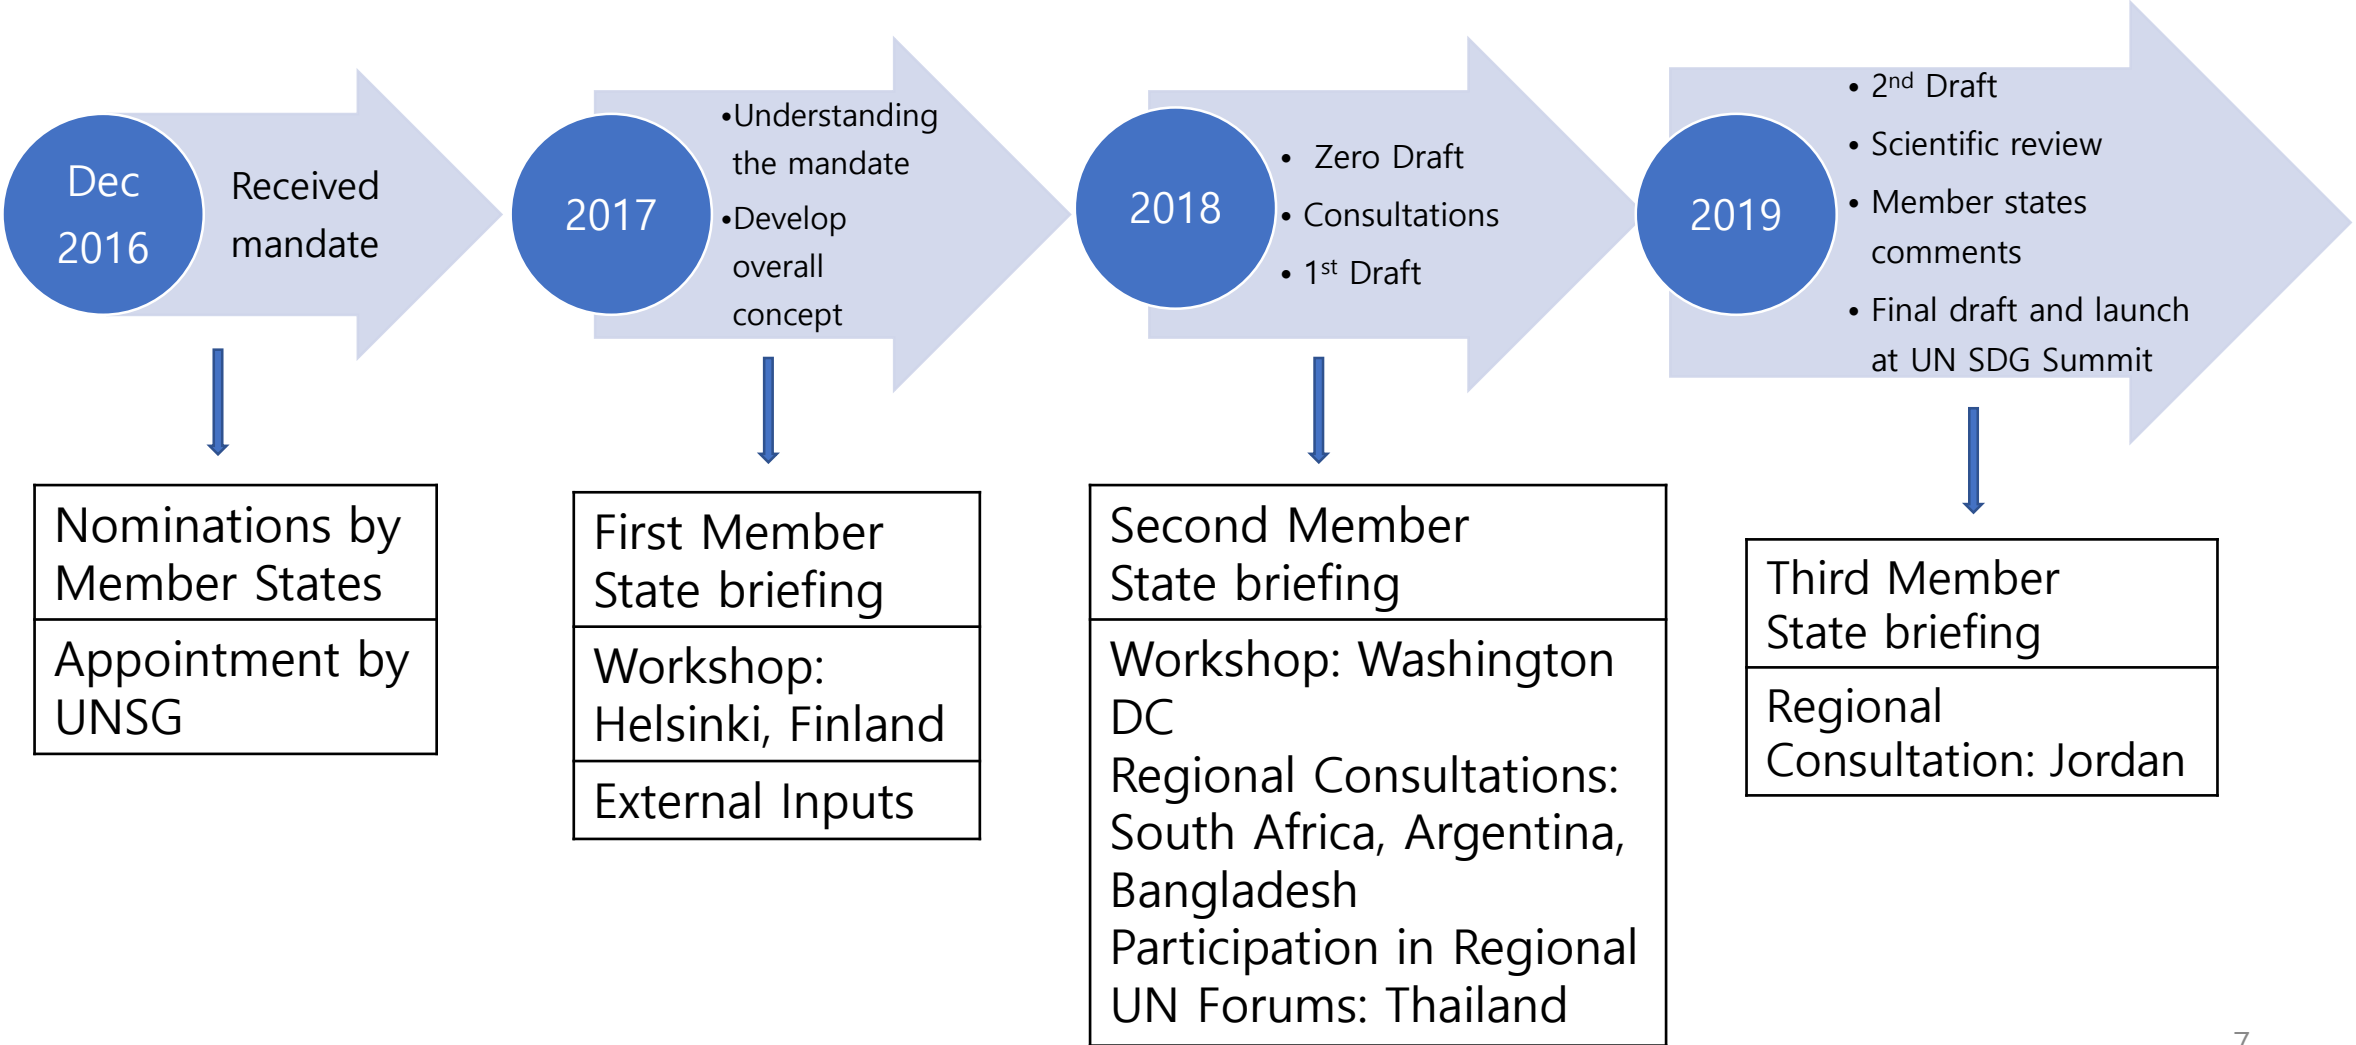 Dec
2016
Received
mandate
2017
•Understanding
the mandate
•Develop
overall
concept
2018
• Zero Draft
• Consultations
• 1st Draft
2019
• 2nd Draft
• Scientific review
• Member states
comments
• Final draft and launch
at UN SDG Summit
Nominations by
Member States
Appointment by
UNSG
First Member
State briefing
Workshop:
Helsinki, Finland
External Inputs
Second Member
State briefing
Workshop: Washington
DC
Regional Consultations:
South Africa, Argentina,
Bangladesh
Participation in Regional
UN Forums: Thailand
Third Member
State briefing
Regional
Consultation: Jordan
7